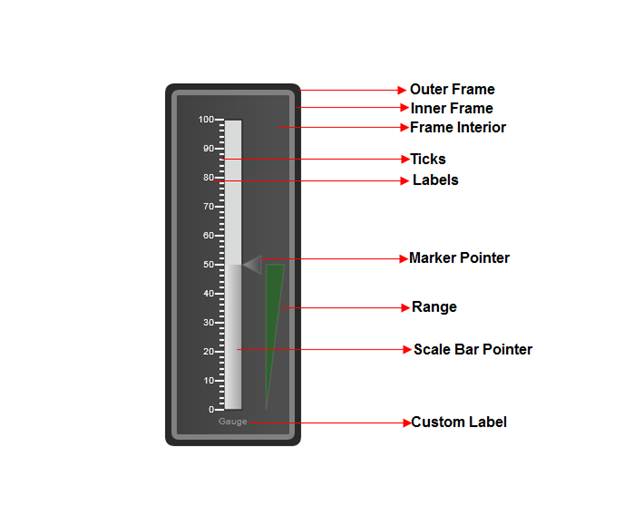 Outer Frame
Inner Frame
100
Frame Interior
90
Ticks
80
Labels
70
60
Marker Pointer
50
40
Range
30
Scale Bar Pointer
20
10
0
Gauge
Custom Label